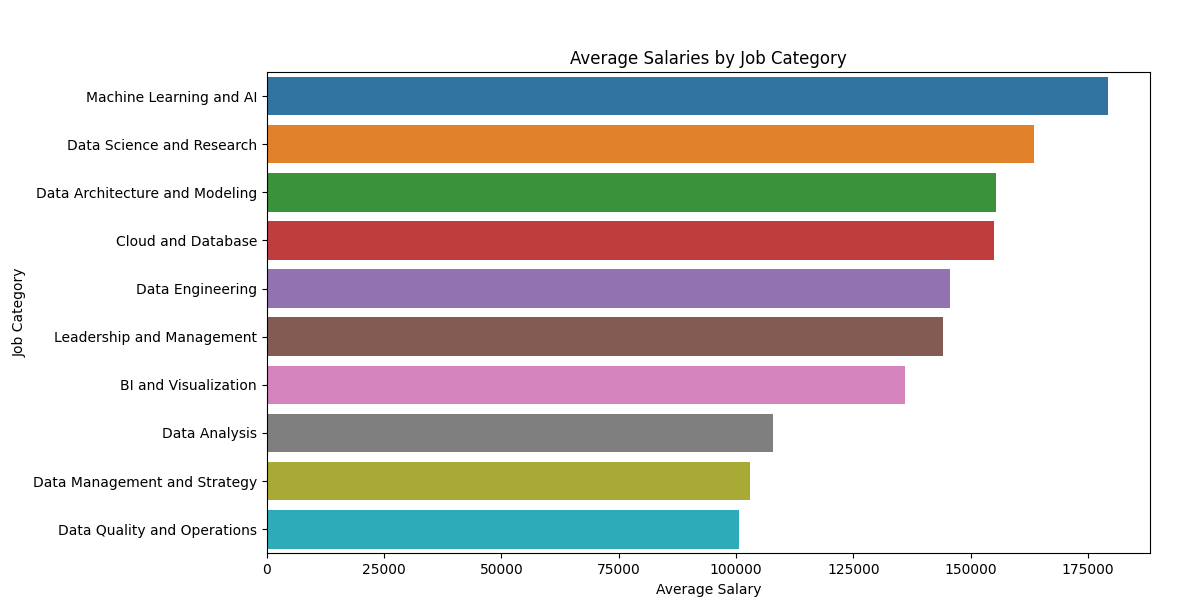 Average Salaries by Job Category
Job Category
Machine Learning and AI
Data Science and Research
Data Architecture and Modeling
Cloud and Database
Data Engineering
Leadership and Management
BI and Visualization
Data Analysis
Data Management and Strategy
Data Quality and Operations
0 25000 50000 75000 100000 125000 150000 175000
Average Salary